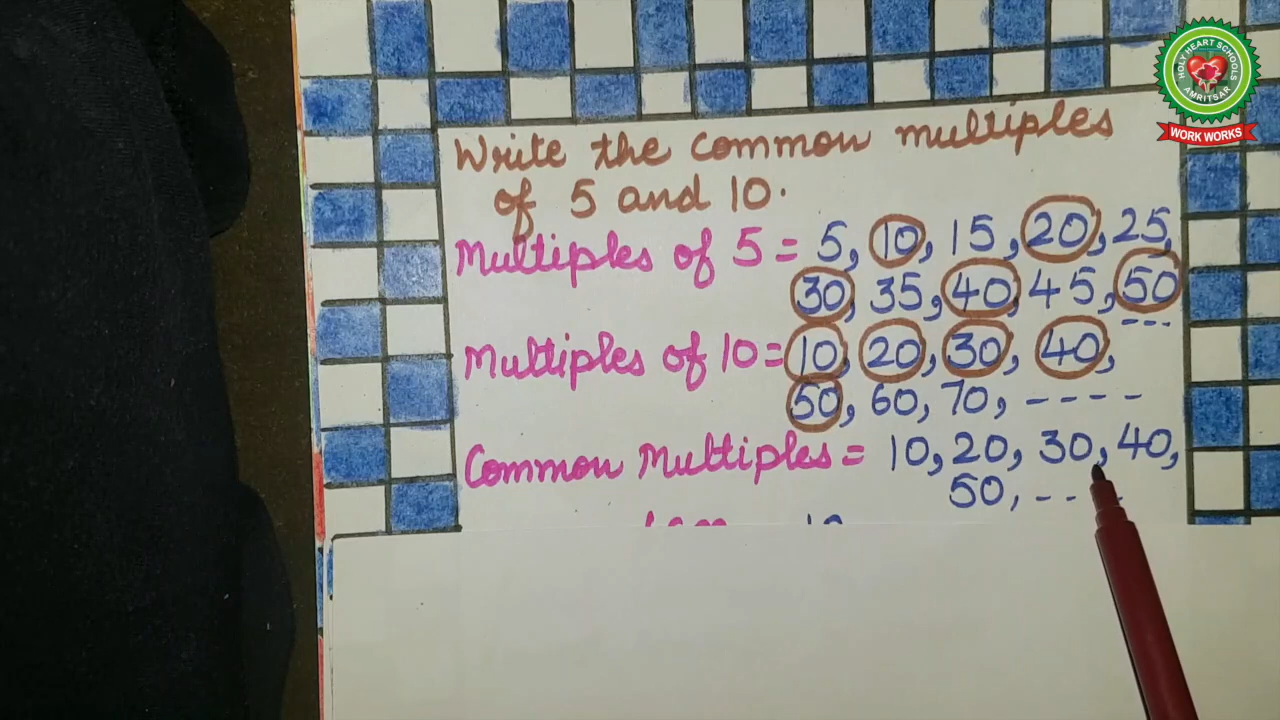 Write the common multiples
of 5 and 10.
Multiples of 5 = 5, 10, 15, 20, 25,
30, 35, 40, 45, 50
---
Multiples of 10 = 10, 20, 30, 40,
50, 60, 70, ----
Common Multiples = 10, 20, 30, 40,
50, ---
HOLY HEART SCHOOLS
AMRITSAR
WORK WORKS